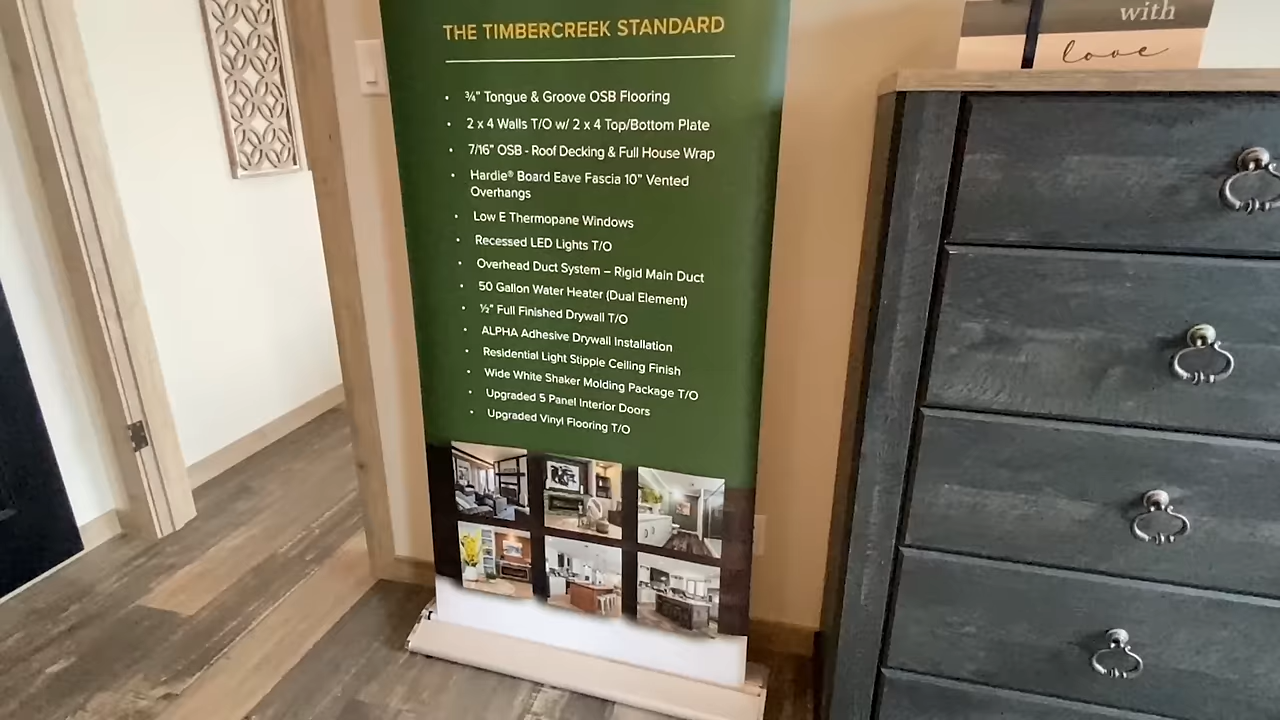 with
love
THE TIMBERCREEK STANDARD
• ¾" Tongue & Groove OSB Flooring
• 2 x 4 Walls T/O w/ 2 x 4 Top/Bottom Plate
• 7/16" OSB - Roof Decking & Full House Wrap
• Hardie® Board Eave Fascia 10" Vented
Overhangs
• Low E Thermopane Windows
• Recessed LED Lights T/O
• Overhead Duct System – Rigid Main Duct
• 50 Gallon Water Heater (Dual Element)
• ½" Full Finished Drywall T/O
• ALPHA Adhesive Drywall Installation
• Residential Light Stipple Ceiling Finish
• Wide White Shaker Molding Package T/O
• Upgraded 5 Panel Interior Doors
• Upgraded Vinyl Flooring T/O